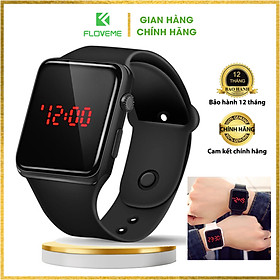 FLOVEME
GIAN HÀNG
CHÍNH HÃNG
12:00
12
THÁNG
BẢO HÀNH
Bảo hành 12 tháng
CHÍNH HÃNG
Cam kết chính hãng